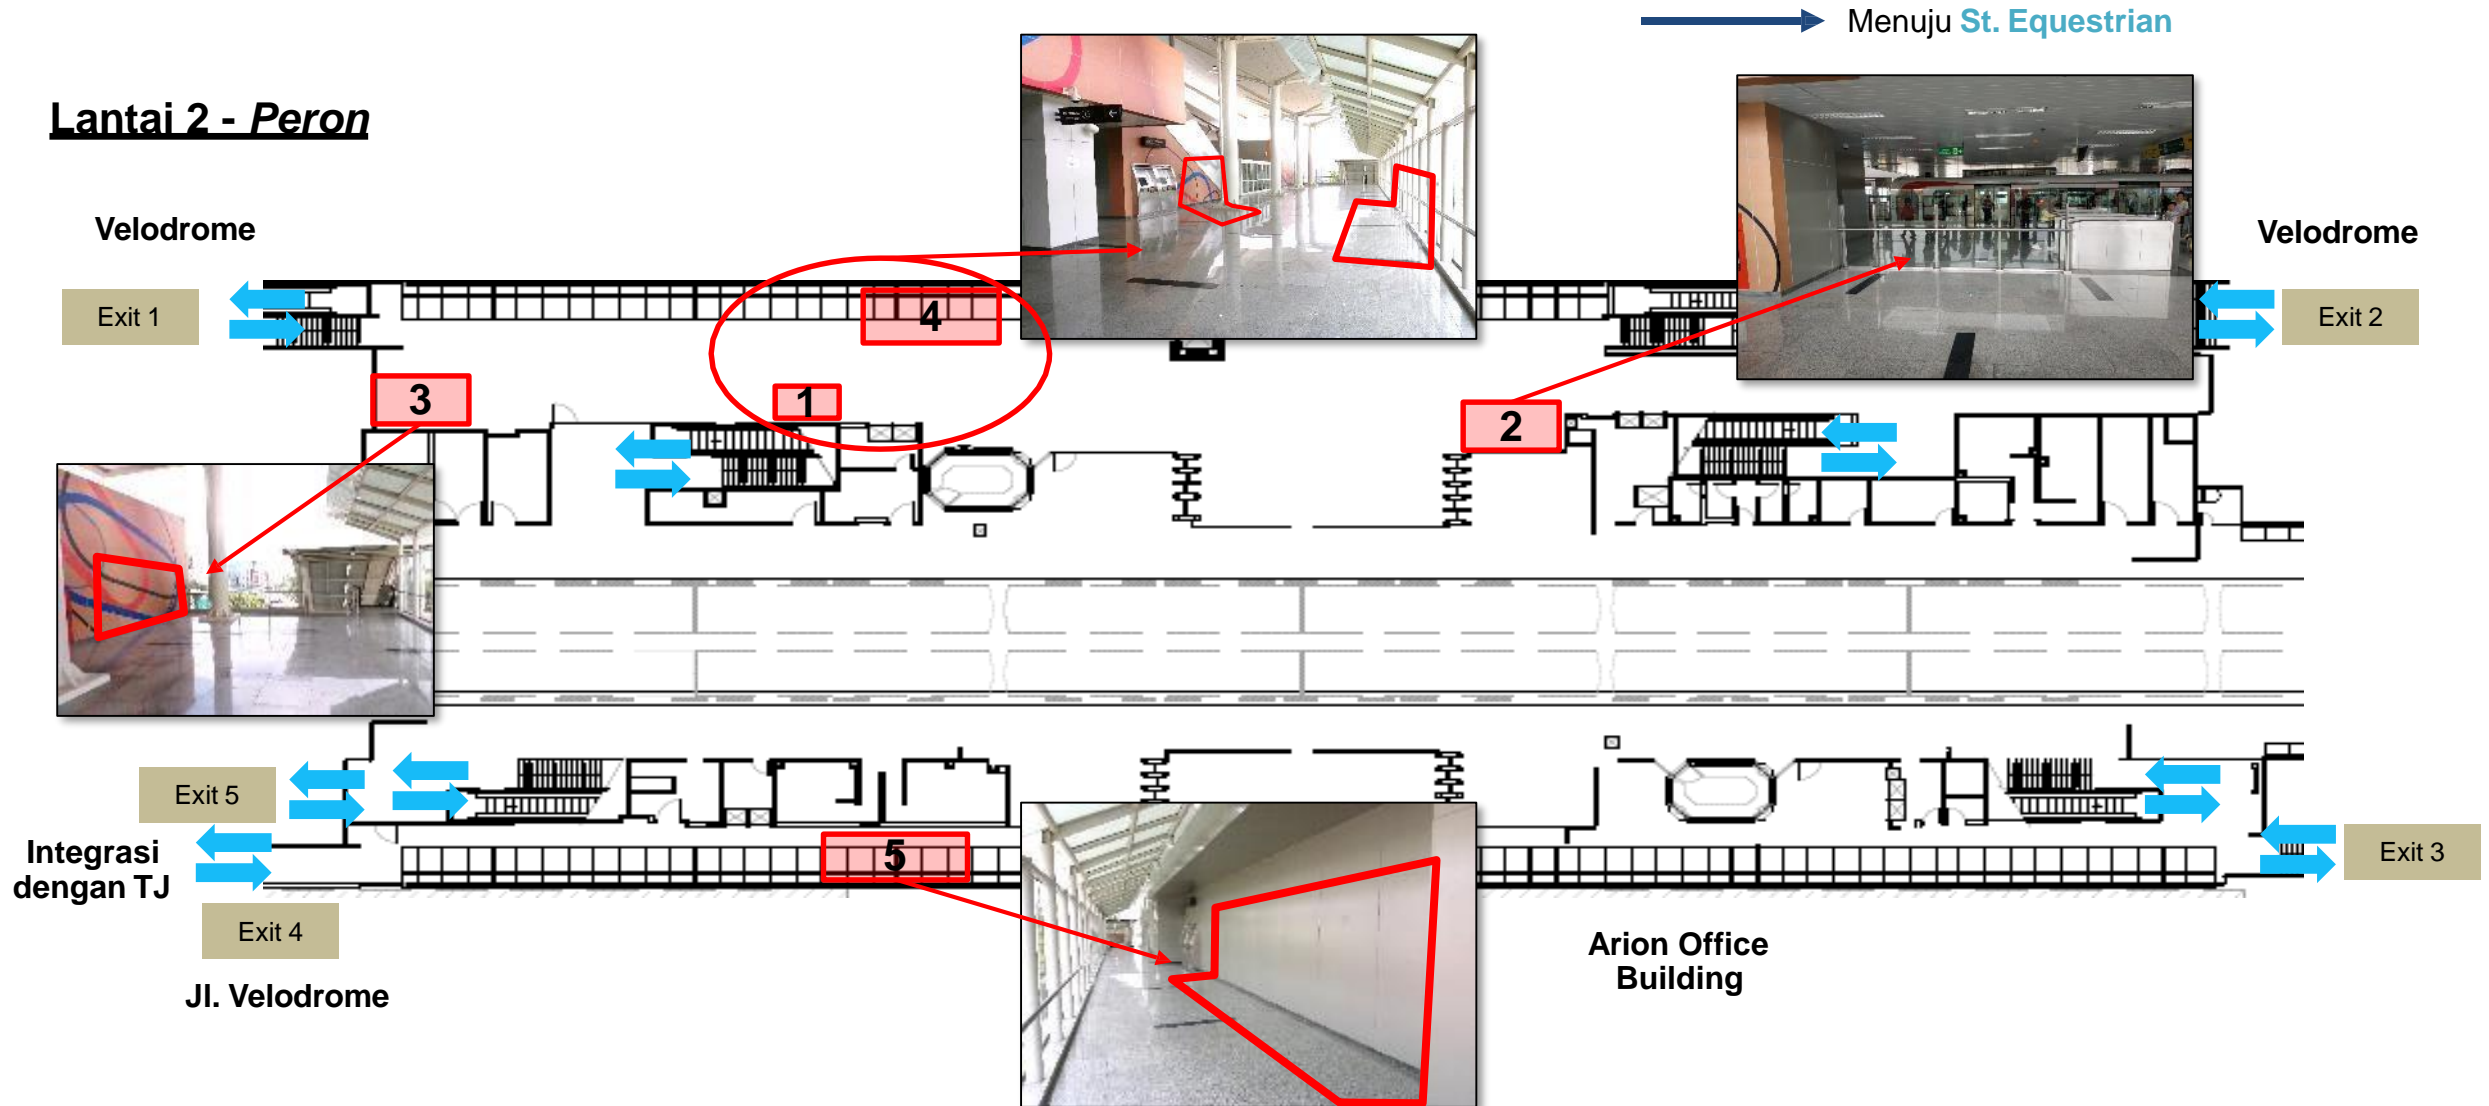 Menuju St. Equestrian
Lantai 2 - Peron
Velodrome
Velodrome
Exit 1
4
Exit 2
3
1
2
Exit 5
Integrasi
dengan TJ
5
Exit 3
Exit 4
Arion Office
Building
Jl. Velodrome